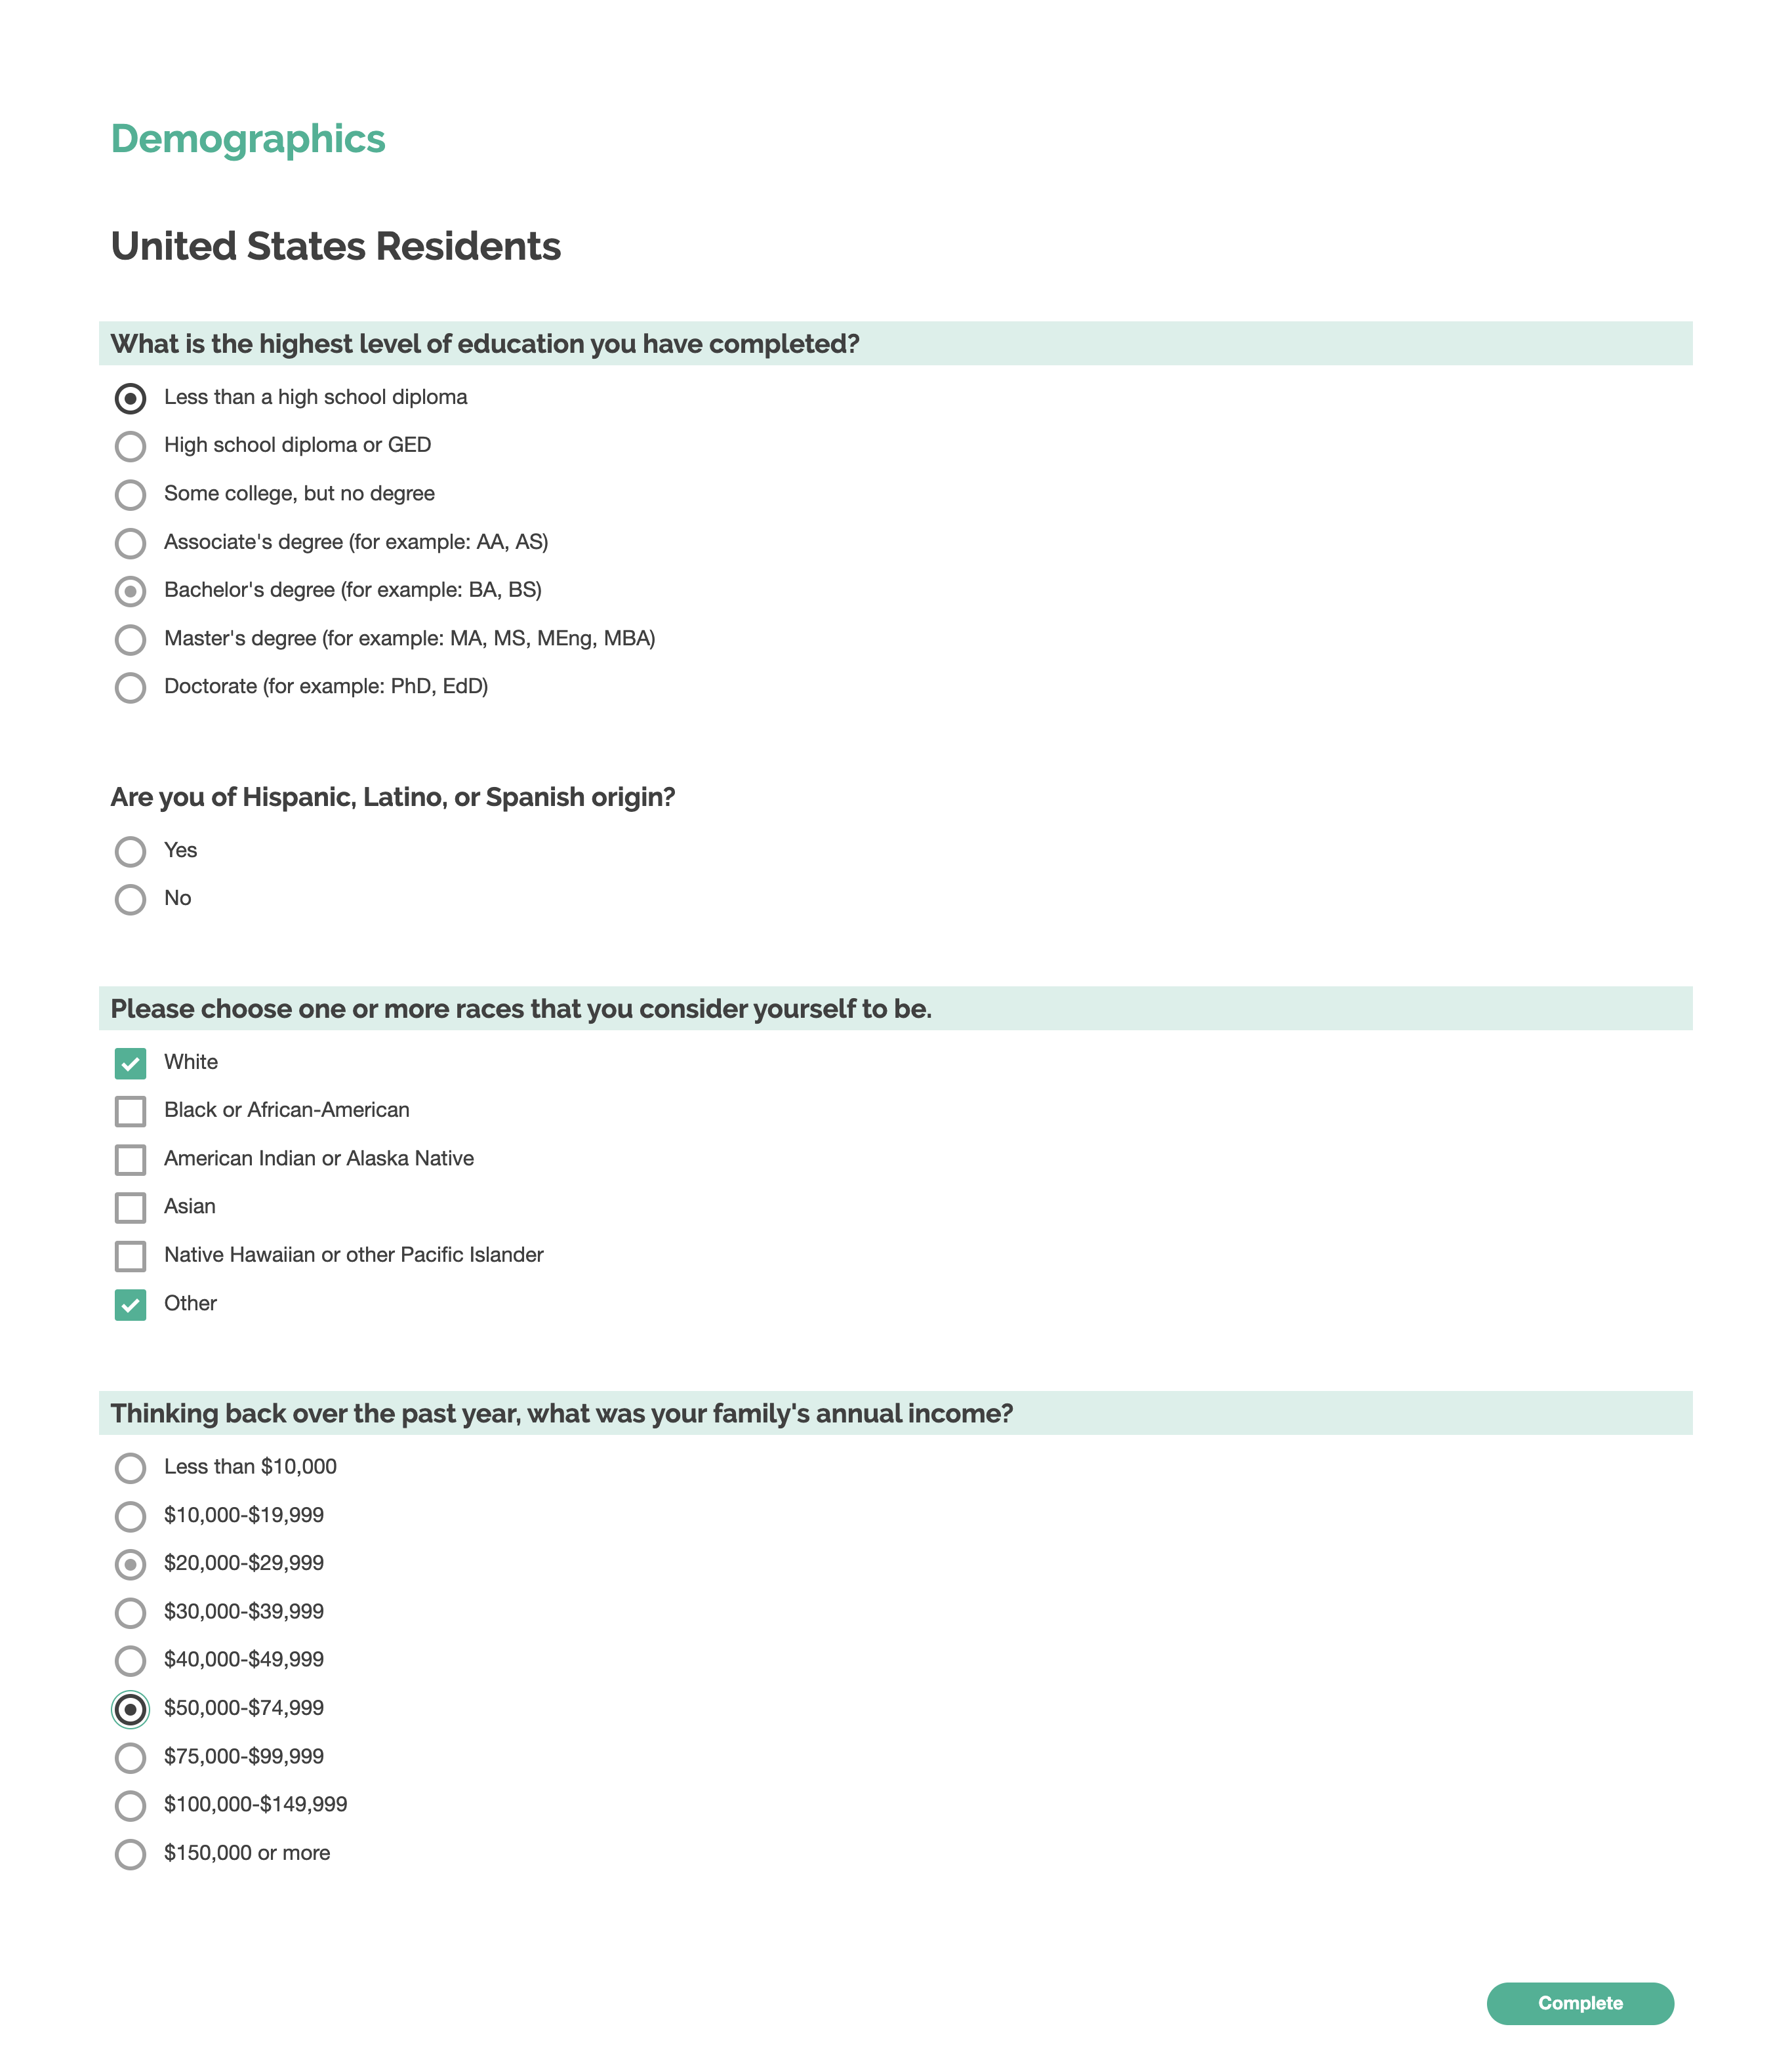 Demographics
United States Residents
What is the highest level of education you have completed?
Less than a high school diploma
High school diploma or GED
Some college, but no degree
Associate's degree (for example: AA, AS)
Bachelor's degree (for example: BA, BS)
Master's degree (for example: MA, MS, MEng, MBA)
Doctorate (for example: PhD, EdD)
Are you of Hispanic, Latino, or Spanish origin?
Yes
No
Please choose one or more races that you consider yourself to be.
White
Black or African-American
American Indian or Alaska Native
Asian
Native Hawaiian or other Pacific Islander
Other
Thinking back over the past year, what was your family's annual income?
Less than $10,000
$10,000-$19,999
$20,000-$29,999
$30,000-$39,999
$40,000-$49,999
$50,000-$74,999
$75,000-$99,999
$100,000-$149,999
$150,000 or more
Complete